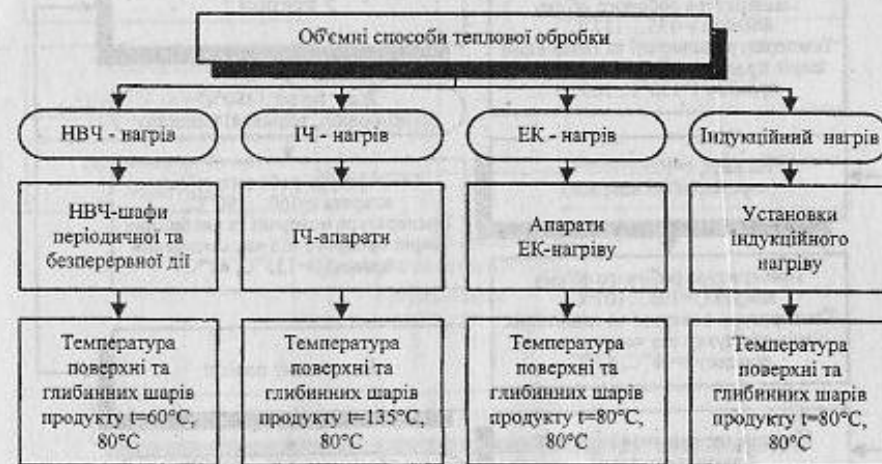 Об'ємні способи теплової обробки
НВЧ - нагрів
ІЧ - нагрів
ЕК - нагрів
Індукційний нагрів
НВЧ-шафи
періодичної та
безперервної дії
ІЧ-апарати
Апарати
ЕК-нагріву
Установки
індукційного
нагріву
Температура
поверхні та
глибинних шарів
продукту t=60°C,
80°C
Температура
поверхні та
глибинних шарів
продукту t=135°C,
80°C
Температура
поверхні та
глибинних шарів
продукту t=80°C,
80°C
Температура
поверхні та
глибинних шарів
продукту t=80°C,
80°C